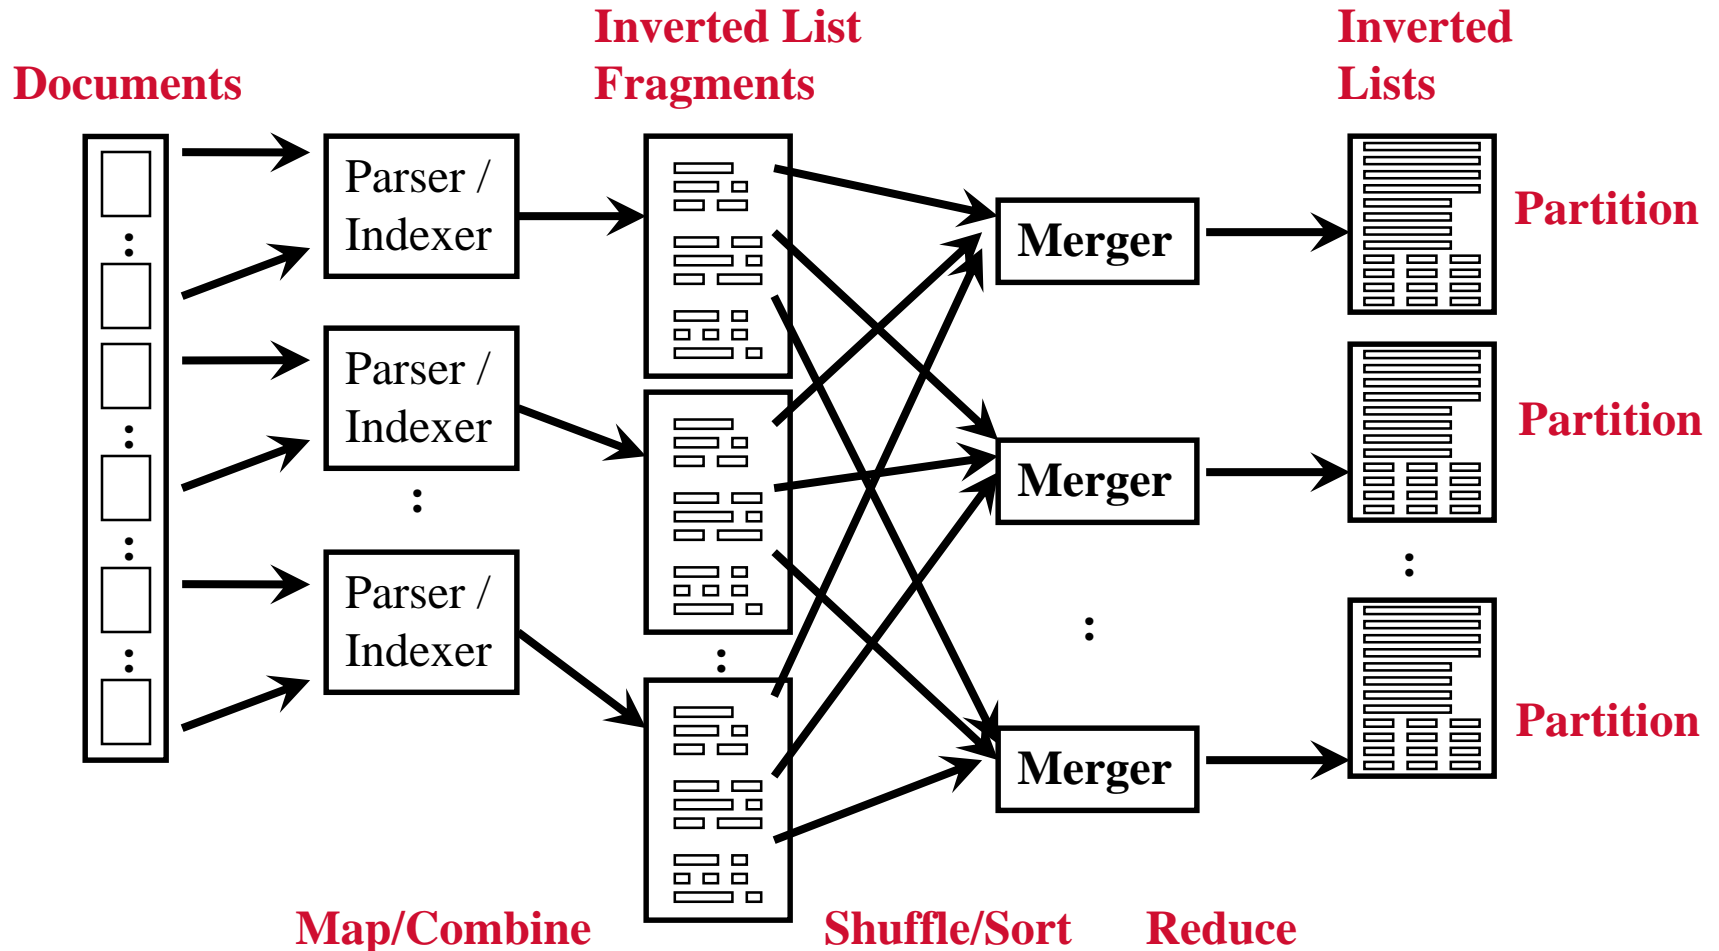 Documents
Inverted List
Fragments
Inverted
Lists
Parser /
Indexer
Parser /
Indexer
:
Parser /
Indexer
Merger
Merger
:
Merger
Partition
Partition
:
Partition
Map/Combine
Shuffle/Sort
Reduce